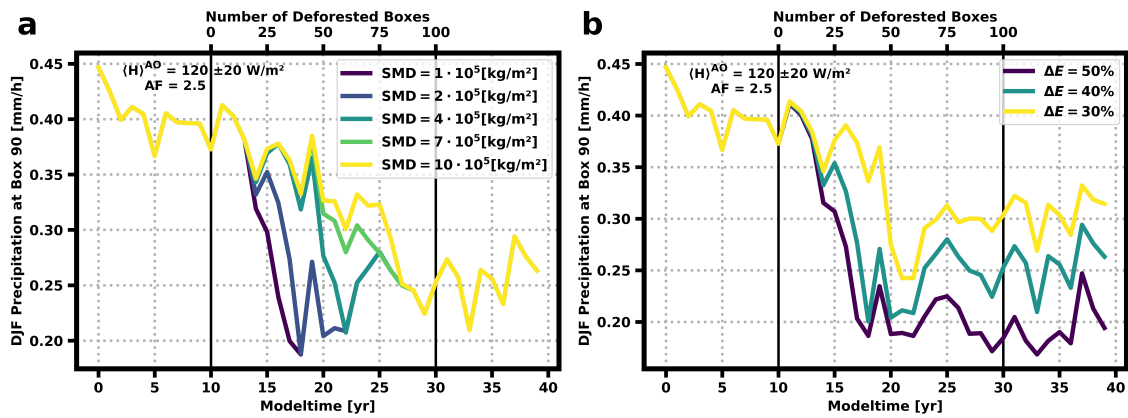 a
Number of Deforested Boxes
0 25 50 75 100
⟨H⟩ᴬᴼ = 120 ±20 W/m²
AF = 2.5
SMD = 1 · 10⁵[kg/m²]
SMD = 2 · 10⁵[kg/m²]
SMD = 4 · 10⁵[kg/m²]
SMD = 7 · 10⁵[kg/m²]
SMD = 10 · 10⁵[kg/m²]
DJF Precipitation at Box 90 [mm/h]
0.45
0.40
0.35
0.30
0.25
0.20
0 5 10 15 20 25 30 35 40
Modeltime [yr]
b
Number of Deforested Boxes
0 25 50 75 100
⟨H⟩ᴬᴼ = 120 ±20 W/m²
AF = 2.5
ΔE = 50%
ΔE = 40%
ΔE = 30%
DJF Precipitation at Box 90 [mm/h]
0.45
0.40
0.35
0.30
0.25
0.20
0 5 10 15 20 25 30 35 40
Modeltime [yr]